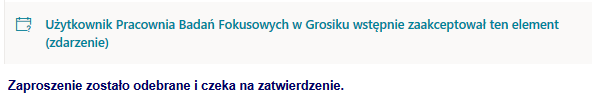 Użytkownik Pracownia Badań Fokusowych w Grosiku wstępnie zaakceptował ten element
(zdarzenie)
Zaproszenie zostało odebrane i czeka na zatwierdzenie.